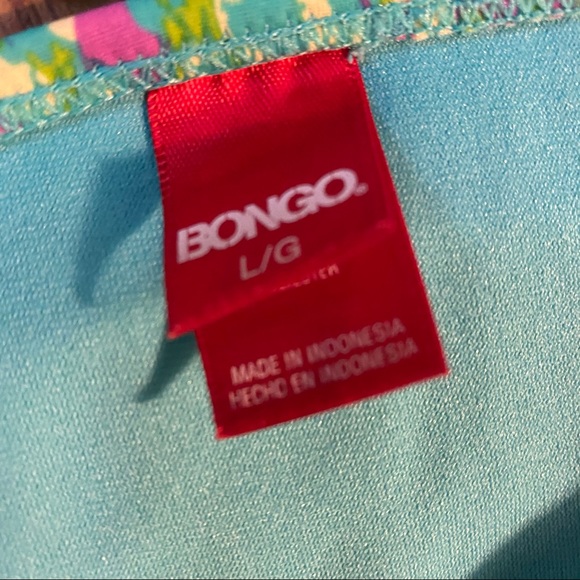 BONGO®
L/G
MADE IN INDONESIA
HECHO EN INDONESIA